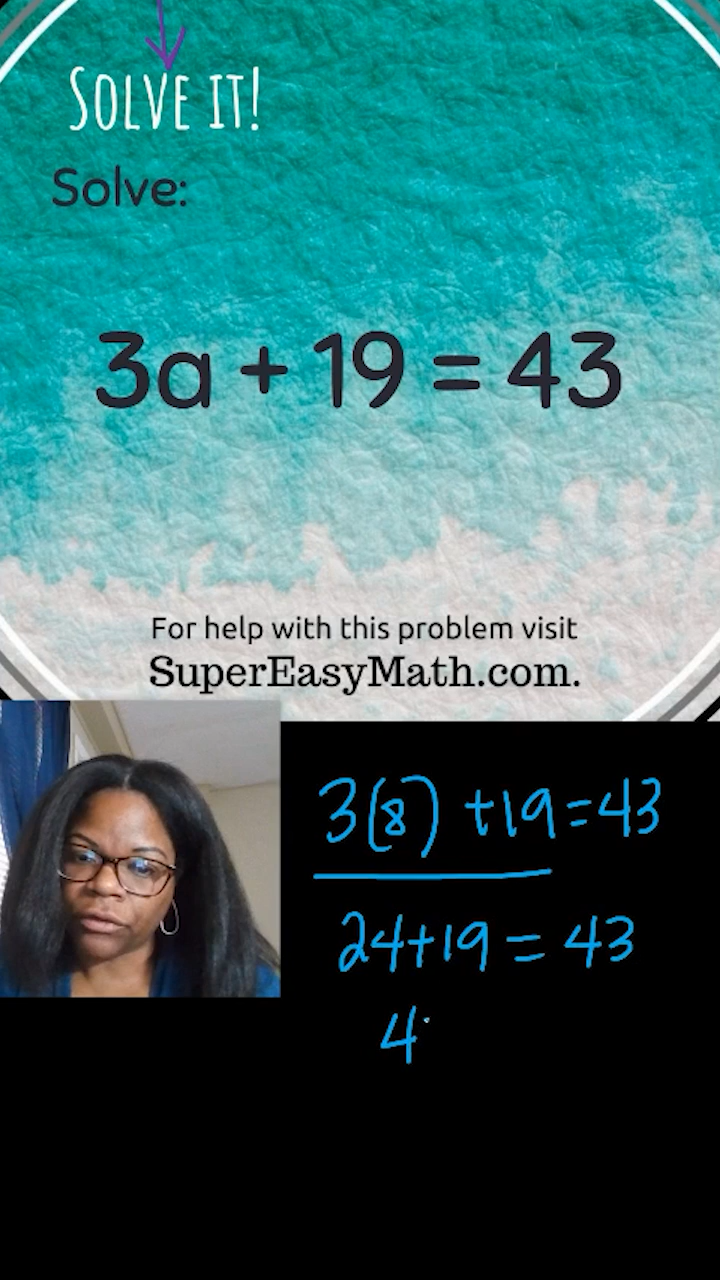 SOLVE IT!
Solve:
3a + 19 = 43
For help with this problem visit
SuperEasyMath.com.
3(8) +19=43
24+19 = 43
4